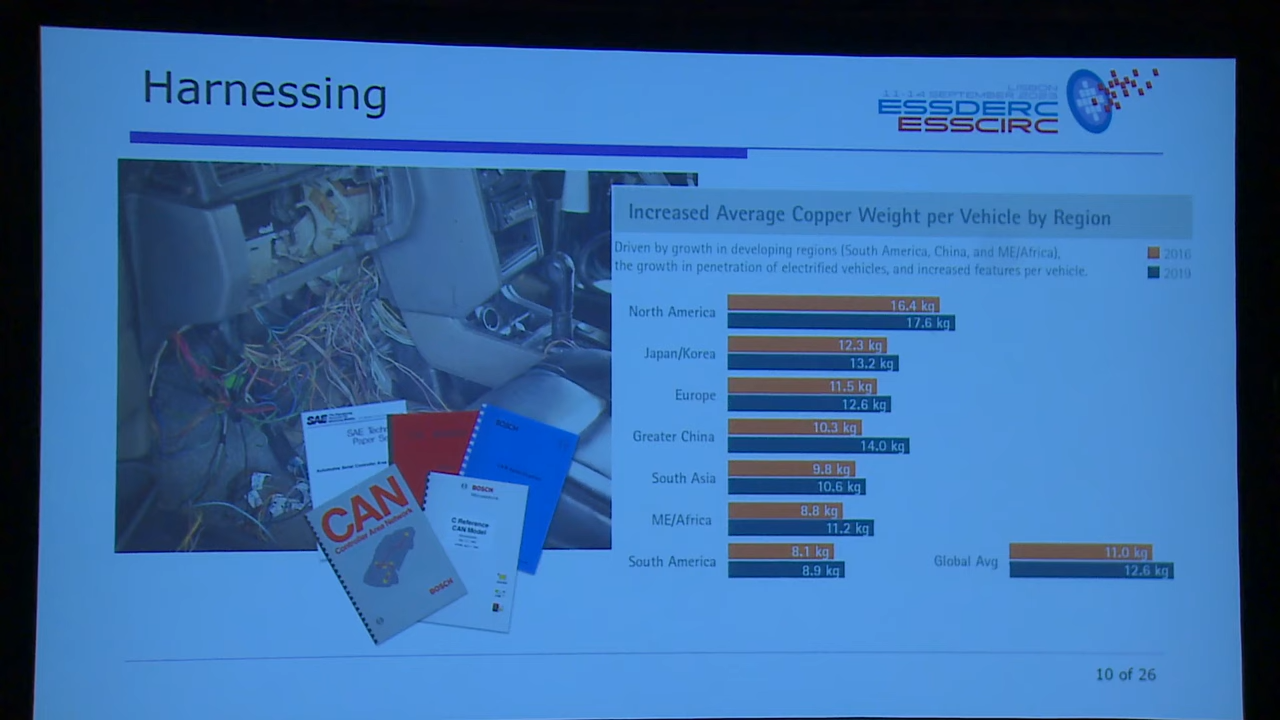 Harnessing
LISBON
11-14 SEPTEMBER 2023
ESSDERC
ESSCIRC
Increased Average Copper Weight per Vehicle by Region
Driven by growth in developing regions (South America, China, and ME/Africa),
the growth in penetration of electrified vehicles, and increased features per vehicle.
2016
2019
North America
16.4 kg
17.6 kg
Japan/Korea
12.3 kg
13.2 kg
Europe
11.5 kg
12.6 kg
Greater China
10.3 kg
14.0 kg
South Asia
9.8 kg
10.6 kg
ME/Africa
8.8 kg
11.2 kg
South America
8.1 kg
8.9 kg
Global Avg
11.0 kg
12.6 kg
SAE
SAE Techn
Paper Se
BOSCH
CAN
Controller Area Network
BOSCH
BOSCH
C Reference
CAN Model
10 of 26